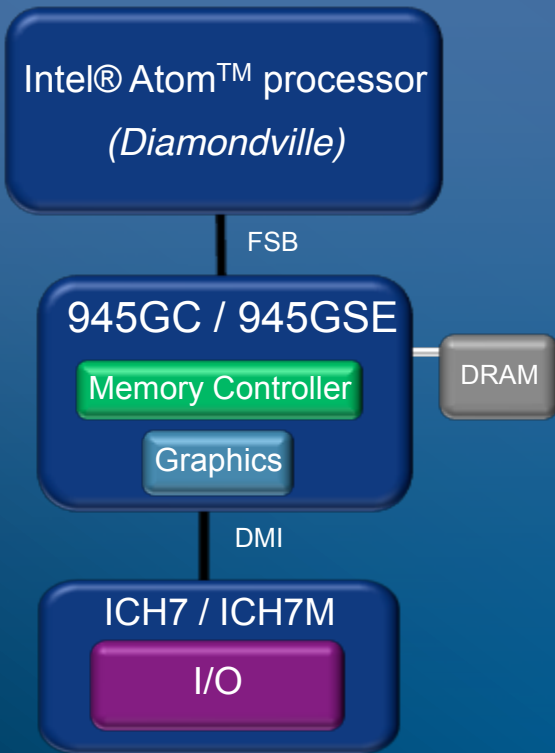 Intel® Atom™ processor
(Diamondville)
FSB
945GC / 945GSE
Memory Controller
DRAM
Graphics
DMI
ICH7 / ICH7M
I/O